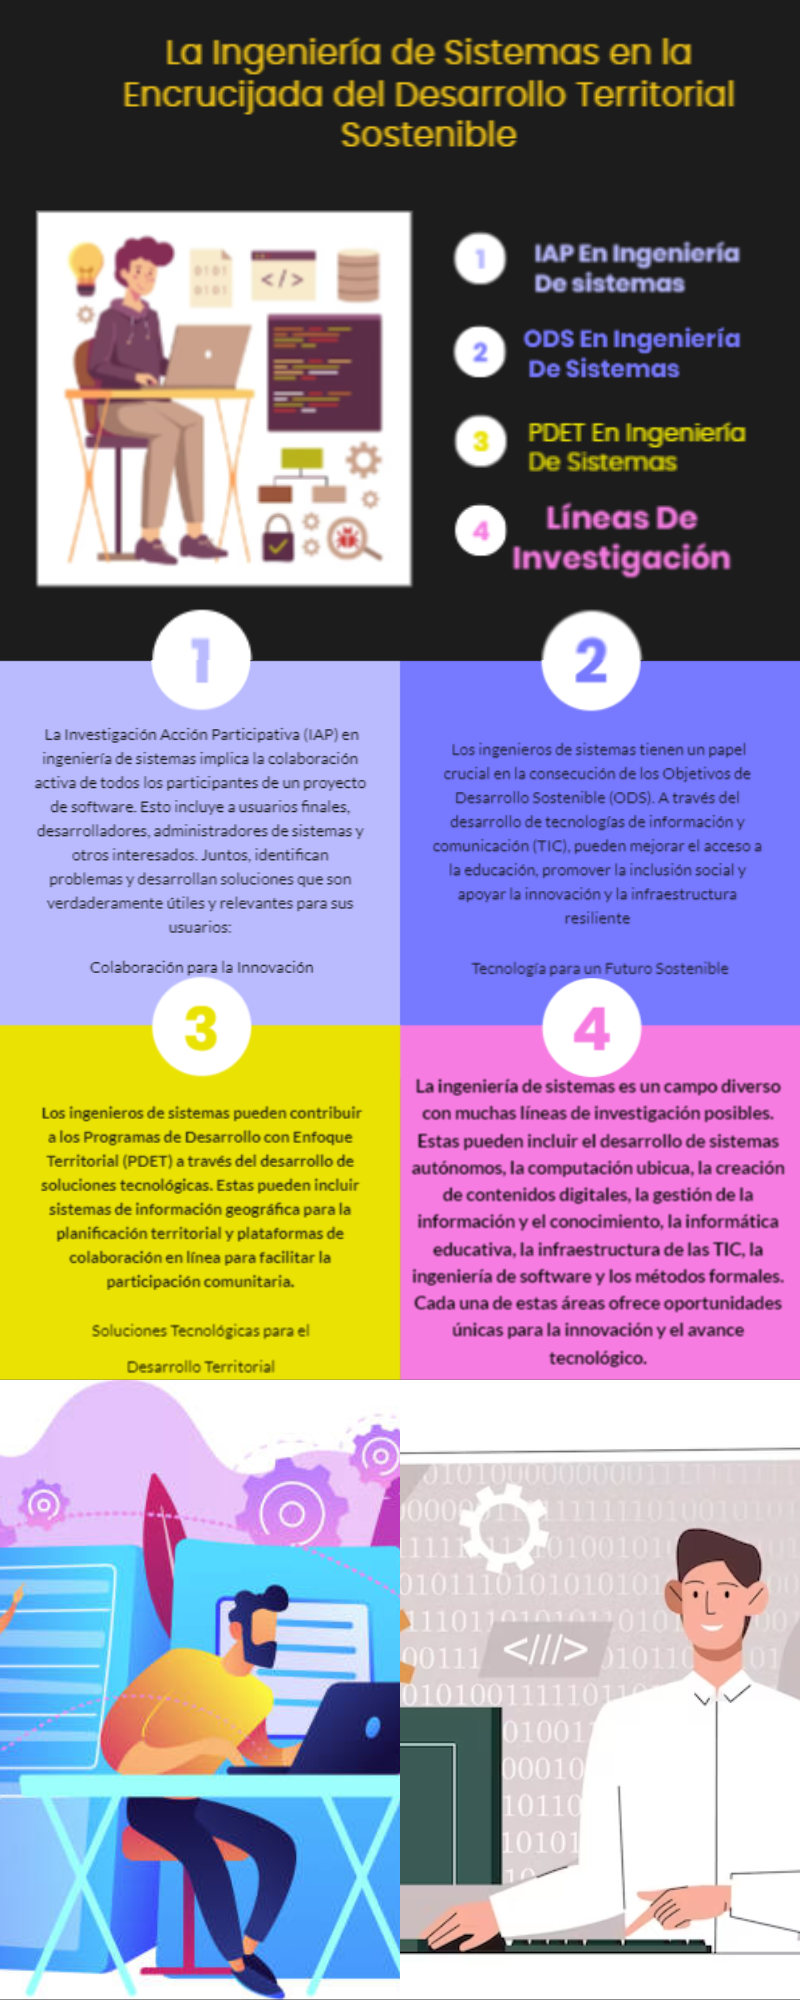 La Ingeniería de Sistemas en la
Encrucijada del Desarrollo Territorial
Sostenible
0101
0101
</>
1
IAP En Ingeniería
De sistemas
2
ODS En Ingeniería
De Sistemas
3
PDET En Ingeniería
De Sistemas
4
Líneas De
Investigación
1
La Investigación Acción Participativa (IAP) en
ingeniería de sistemas implica la colaboración
activa de todos los participantes de un proyecto
de software. Esto incluye a usuarios finales,
desarrolladores, administradores de sistemas y
otros interesados. Juntos, identifican
problemas y desarrollan soluciones que son
verdaderamente útiles y relevantes para sus
usuarios:
Colaboración para la Innovación
2
Los ingenieros de sistemas tienen un papel
crucial en la consecución de los Objetivos de
Desarrollo Sostenible (ODS). A través del
desarrollo de tecnologías de información y
comunicación (TIC), pueden mejorar el acceso a
la educación, promover la inclusión social y
apoyar la innovación y la infraestructura
resiliente
Tecnología para un Futuro Sostenible
3
Los ingenieros de sistemas pueden contribuir
a los Programas de Desarrollo con Enfoque
Territorial (PDET) a través del desarrollo de
soluciones tecnológicas. Estas pueden incluir
sistemas de información geográfica para la
planificación territorial y plataformas de
colaboración en línea para facilitar la
participación comunitaria.
Soluciones Tecnológicas para el
Desarrollo Territorial
4
La ingeniería de sistemas es un campo diverso
con muchas líneas de investigación posibles.
Estas pueden incluir el desarrollo de sistemas
autónomos, la computación ubicua, la creación
de contenidos digitales, la gestión de la
información y el conocimiento, la informática
educativa, la infraestructura de las TIC, la
ingeniería de software y los métodos formales.
Cada una de estas áreas ofrece oportunidades
únicas para la innovación y el avance
tecnológico.
<///>